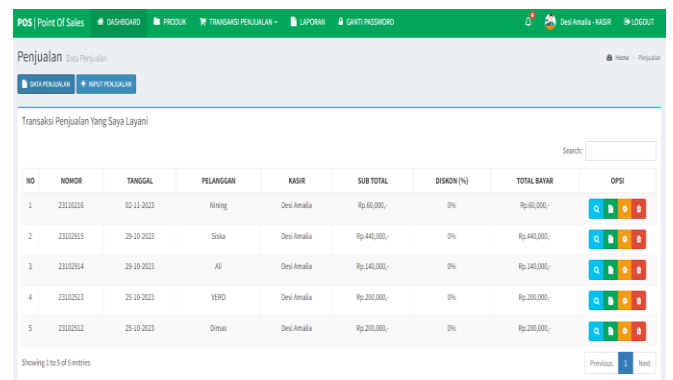 POS | Point Of Sales DASHBOARD PRODUK TRANSAKSI PENJUALAN LAPORAN GANTI PASSWORD Desi Amalia - KASIR LOGOUT
Penjualan Data Penjualan Home > Penjualan
DATA PENJUALAN + INPUT PENJUALAN
Transaksi Penjualan Yang Saya Layani
Search:
NO NOMOR TANGGAL PELANGGAN KASIR SUB TOTAL DISKON (%) TOTAL BAYAR OPSI
1 23110216 02-11-2023 Nining Desi Amalia Rp.60,000,- 0% Rp.60,000,-
2 23102915 29-10-2023 Siska Desi Amalia Rp.440,000,- 0% Rp.440,000,-
3 23102914 29-10-2023 Ali Desi Amalia Rp.140,000,- 0% Rp.140,000,-
4 23102513 25-10-2023 VERO Desi Amalia Rp.200,000,- 0% Rp.200,000,-
5 23102512 25-10-2023 Dimas Desi Amalia Rp.200,000,- 0% Rp.200,000,-
Showing 1 to 5 of 5 entries Previous 1 Next